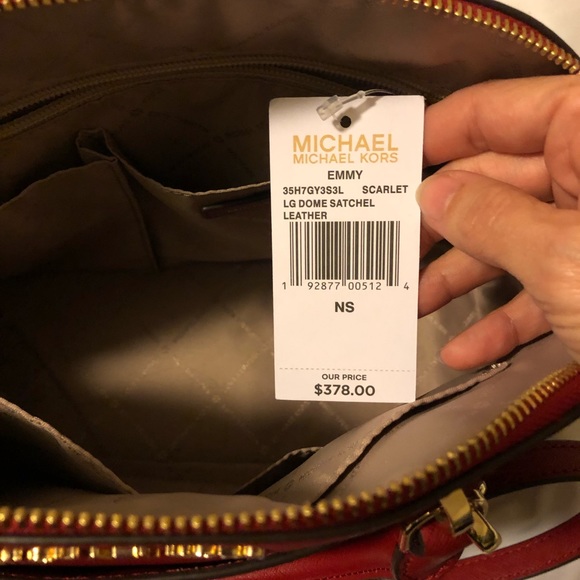 MICHAEL
MICHAEL KORS
EMMY
35H7GY3S3L SCARLET
LG DOME SATCHEL
LEATHER
1 92877 00512 4
NS
OUR PRICE
$378.00